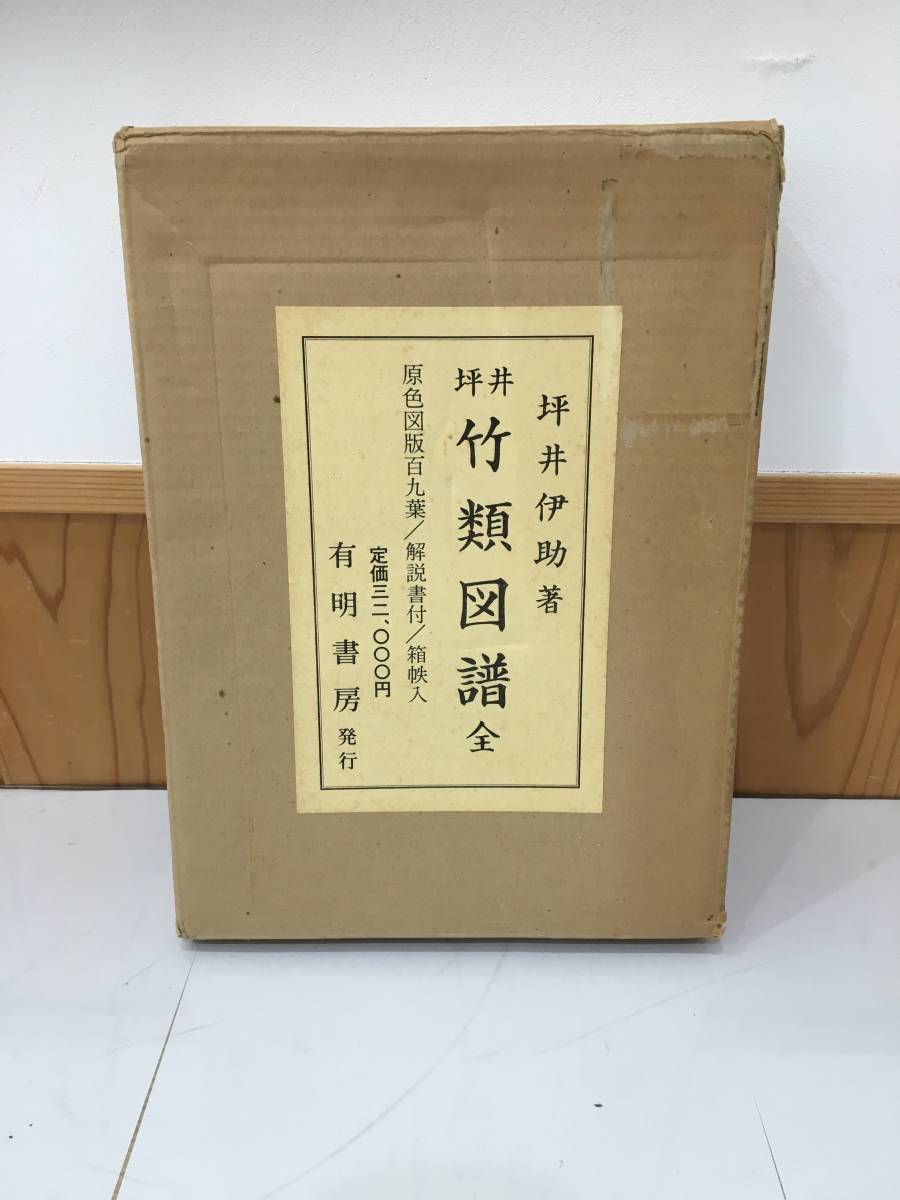 坪井伊助著
坪井
竹類図譜全
原色図版百九葉/解説書付/箱帙入
定価三二、〇〇〇円
有明書房発行